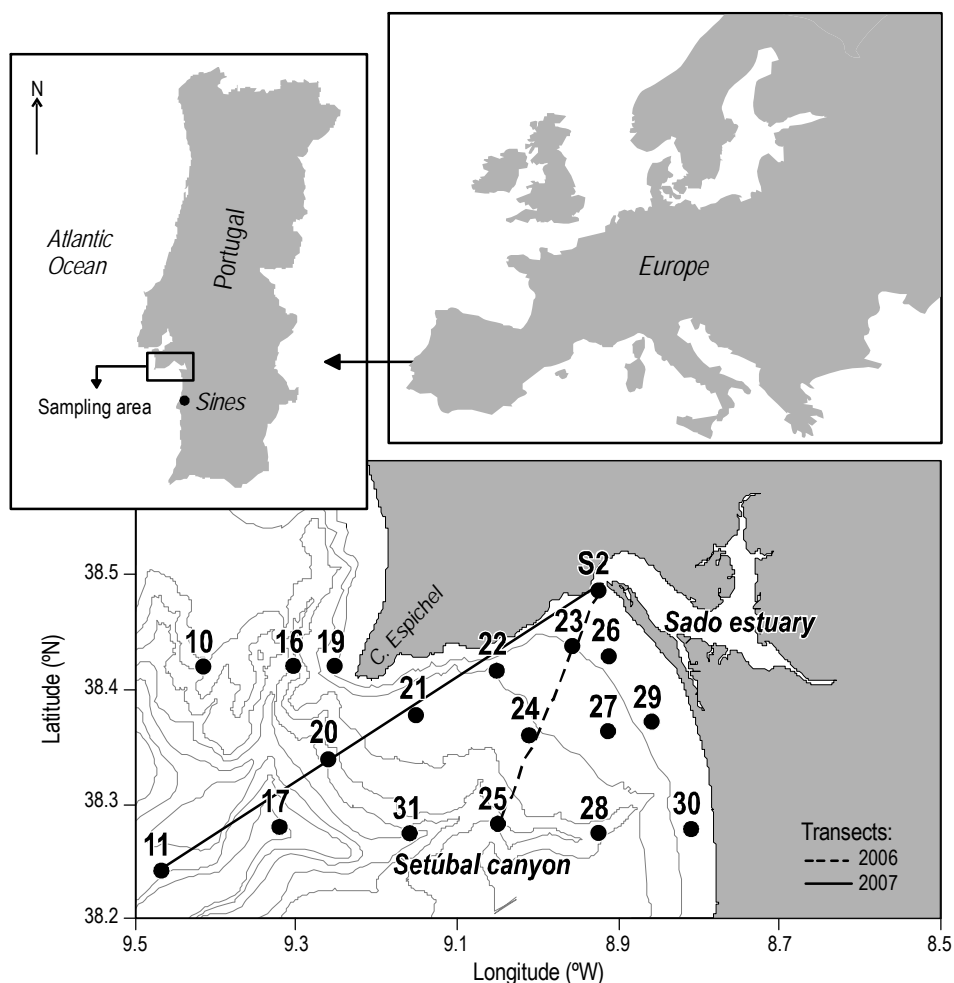 N
Atlantic
Ocean
Portugal
Sampling area
Sines
Europe
38.5
38.4
38.3
38.2
Latitude (ºN)
C. Espichel
S2
Sado estuary
10
16
19
22
23
26
21
24
27
29
20
17
31
25
28
30
11
Setúbal canyon
Transects:
2006
2007
9.5
9.3
9.1
8.9
8.7
8.5
Longitude (ºW)